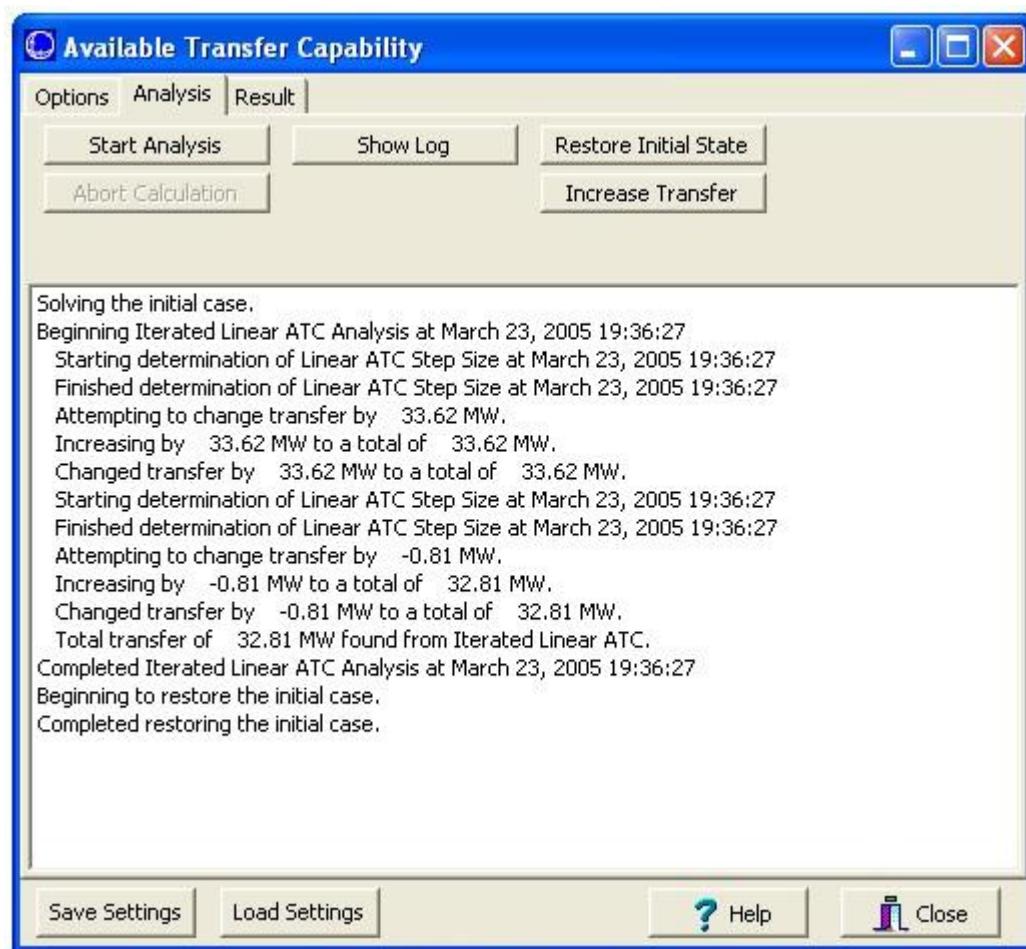 Available Transfer Capability
Options Analysis Result
Start Analysis Show Log Restore Initial State
Abort Calculation Increase Transfer
Solving the initial case.
Beginning Iterated Linear ATC Analysis at March 23, 2005 19:36:27
Starting determination of Linear ATC Step Size at March 23, 2005 19:36:27
Finished determination of Linear ATC Step Size at March 23, 2005 19:36:27
Attempting to change transfer by 33.62 MW.
Increasing by 33.62 MW to a total of 33.62 MW.
Changed transfer by 33.62 MW to a total of 33.62 MW.
Starting determination of Linear ATC Step Size at March 23, 2005 19:36:27
Finished determination of Linear ATC Step Size at March 23, 2005 19:36:27
Attempting to change transfer by -0.81 MW.
Increasing by -0.81 MW to a total of 32.81 MW.
Changed transfer by -0.81 MW to a total of 32.81 MW.
Total transfer of 32.81 MW found from Iterated Linear ATC.
Completed Iterated Linear ATC Analysis at March 23, 2005 19:36:27
Beginning to restore the initial case.
Completed restoring the initial case.
Save Settings Load Settings ? Help Close